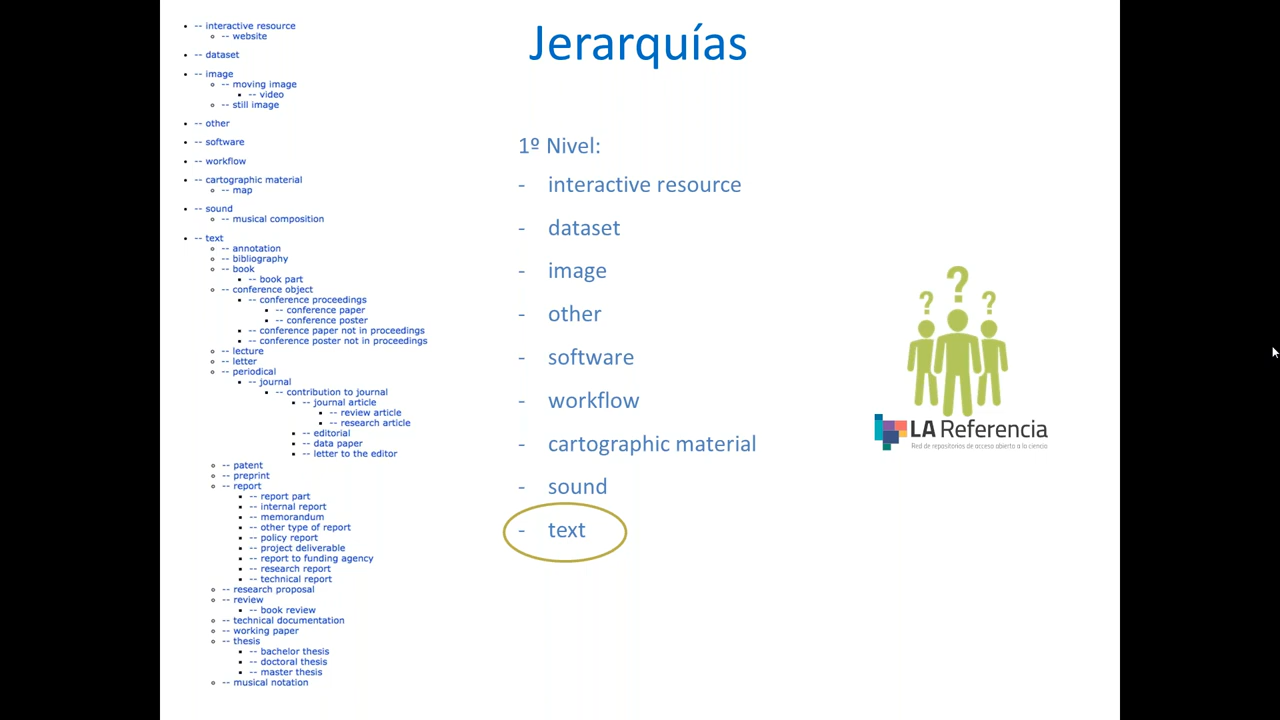 Jerarquías
-- interactive resource
-- website
-- dataset
-- image
-- moving image
-- video
-- still image
-- other
-- software
-- workflow
-- cartographic material
-- map
-- sound
-- musical composition
-- text
-- annotation
-- bibliography
-- book
-- book part
-- conference object
-- conference proceedings
-- conference paper
-- conference poster
-- conference paper not in proceedings
-- conference poster not in proceedings
-- lecture
-- letter
-- periodical
-- journal
-- contribution to journal
-- journal article
-- review article
-- research article
-- editorial
-- data paper
-- letter to the editor
-- patent
-- preprint
-- report
-- report part
-- internal report
-- memorandum
-- other type of report
-- policy report
-- project deliverable
-- report to funding agency
-- research report
-- technical report
-- research proposal
-- review
-- book review
-- technical documentation
-- working paper
-- thesis
-- bachelor thesis
-- doctoral thesis
-- master thesis
-- musical notation
1º Nivel:
- interactive resource
- dataset
- image
- other
- software
- workflow
- cartographic material
- sound
- text
? ? ?
LA Referencia
Red de repositorios de acceso abierto a la ciencia